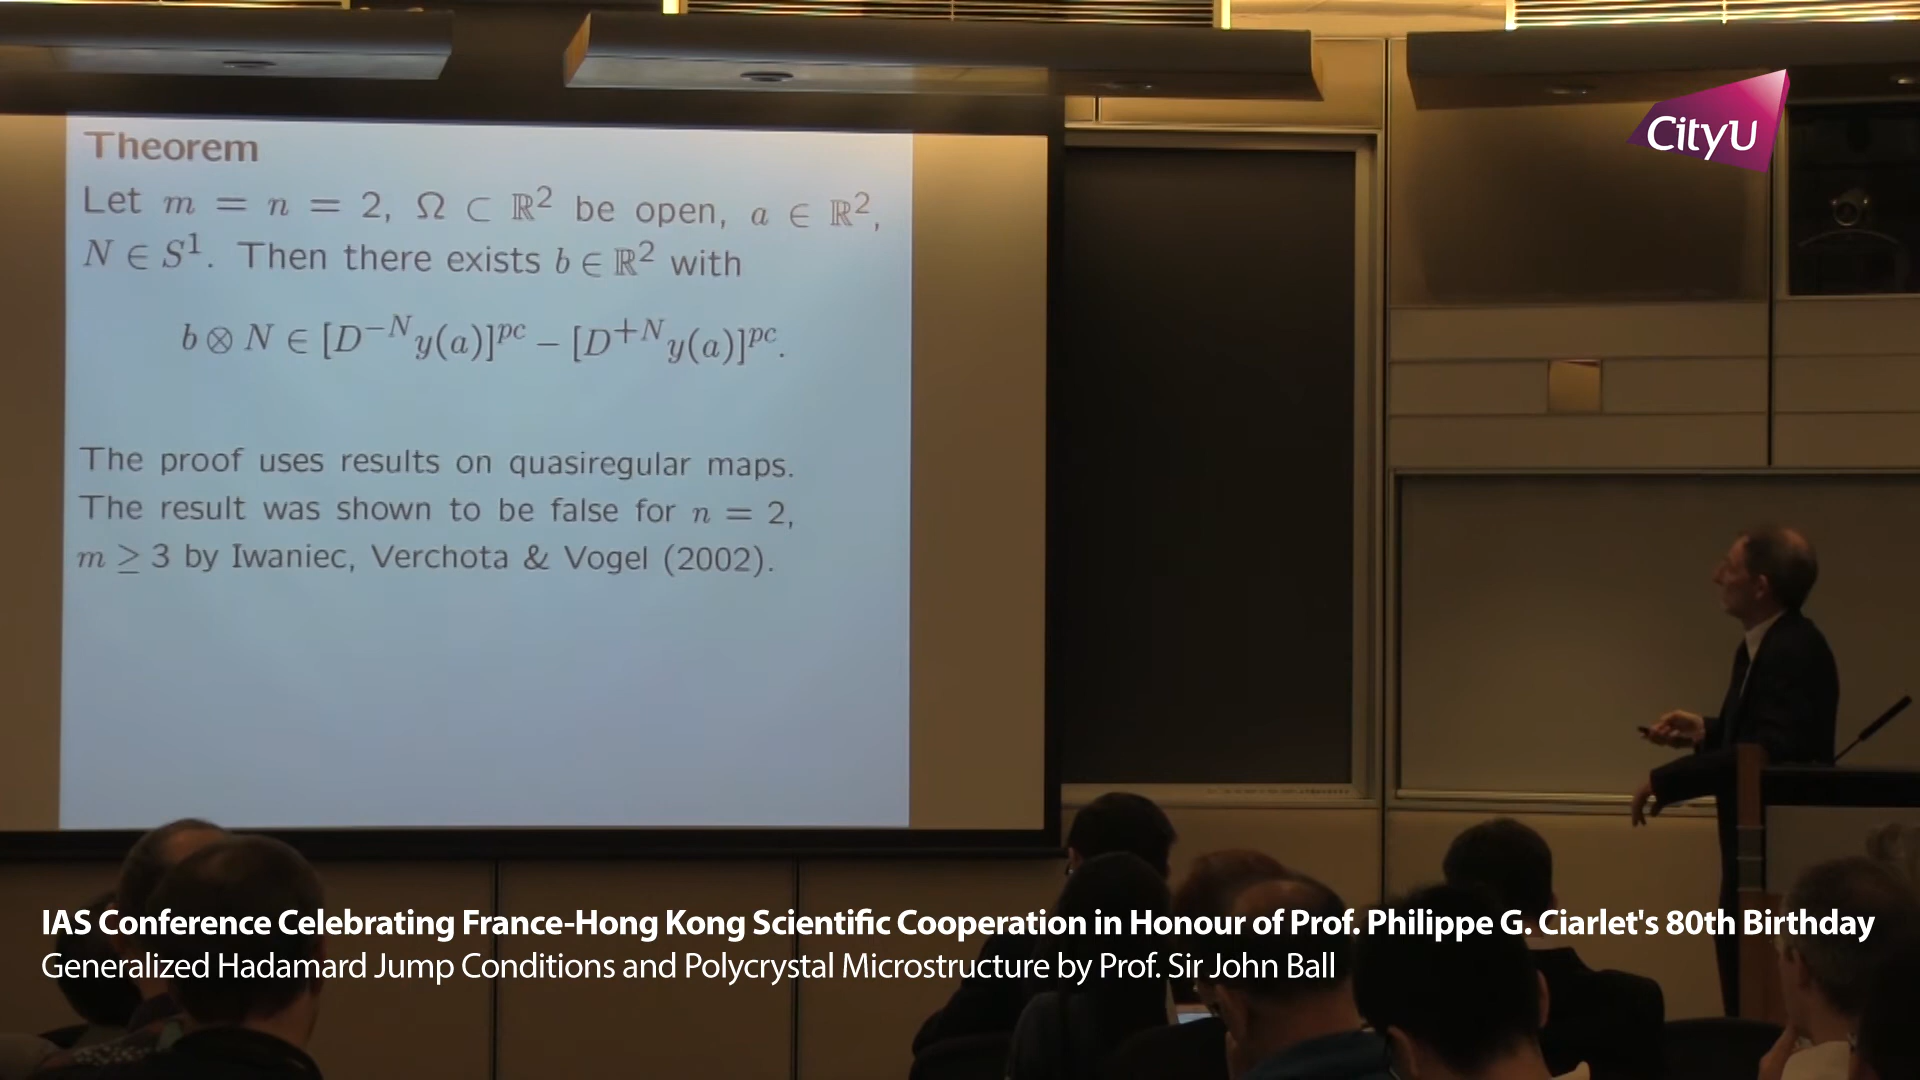 CityU
Theorem
Let m = n = 2, Ω ⊂ ℝ² be open, a ∈ ℝ²,
N ∈ S¹. Then there exists b ∈ ℝ² with
b ⊗ N ∈ [D⁻ᴺy(a)]ᵖᶜ − [D⁺ᴺy(a)]ᵖᶜ.
The proof uses results on quasiregular maps.
The result was shown to be false for n = 2,
m ≥ 3 by Iwaniec, Verchota & Vogel (2002).
IAS Conference Celebrating France-Hong Kong Scientific Cooperation in Honour of Prof. Philippe G. Ciarlet's 80th Birthday
Generalized Hadamard Jump Conditions and Polycrystal Microstructure by Prof. Sir John Ball